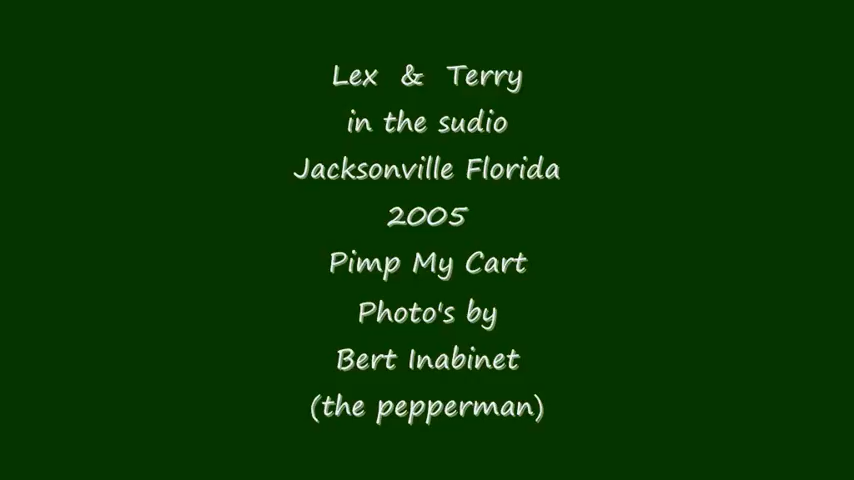 Lex & Terry
in the sudio
Jacksonville Florida
2005
Pimp My Cart
Photo's by
Bert Inabinet
(the pepperman)